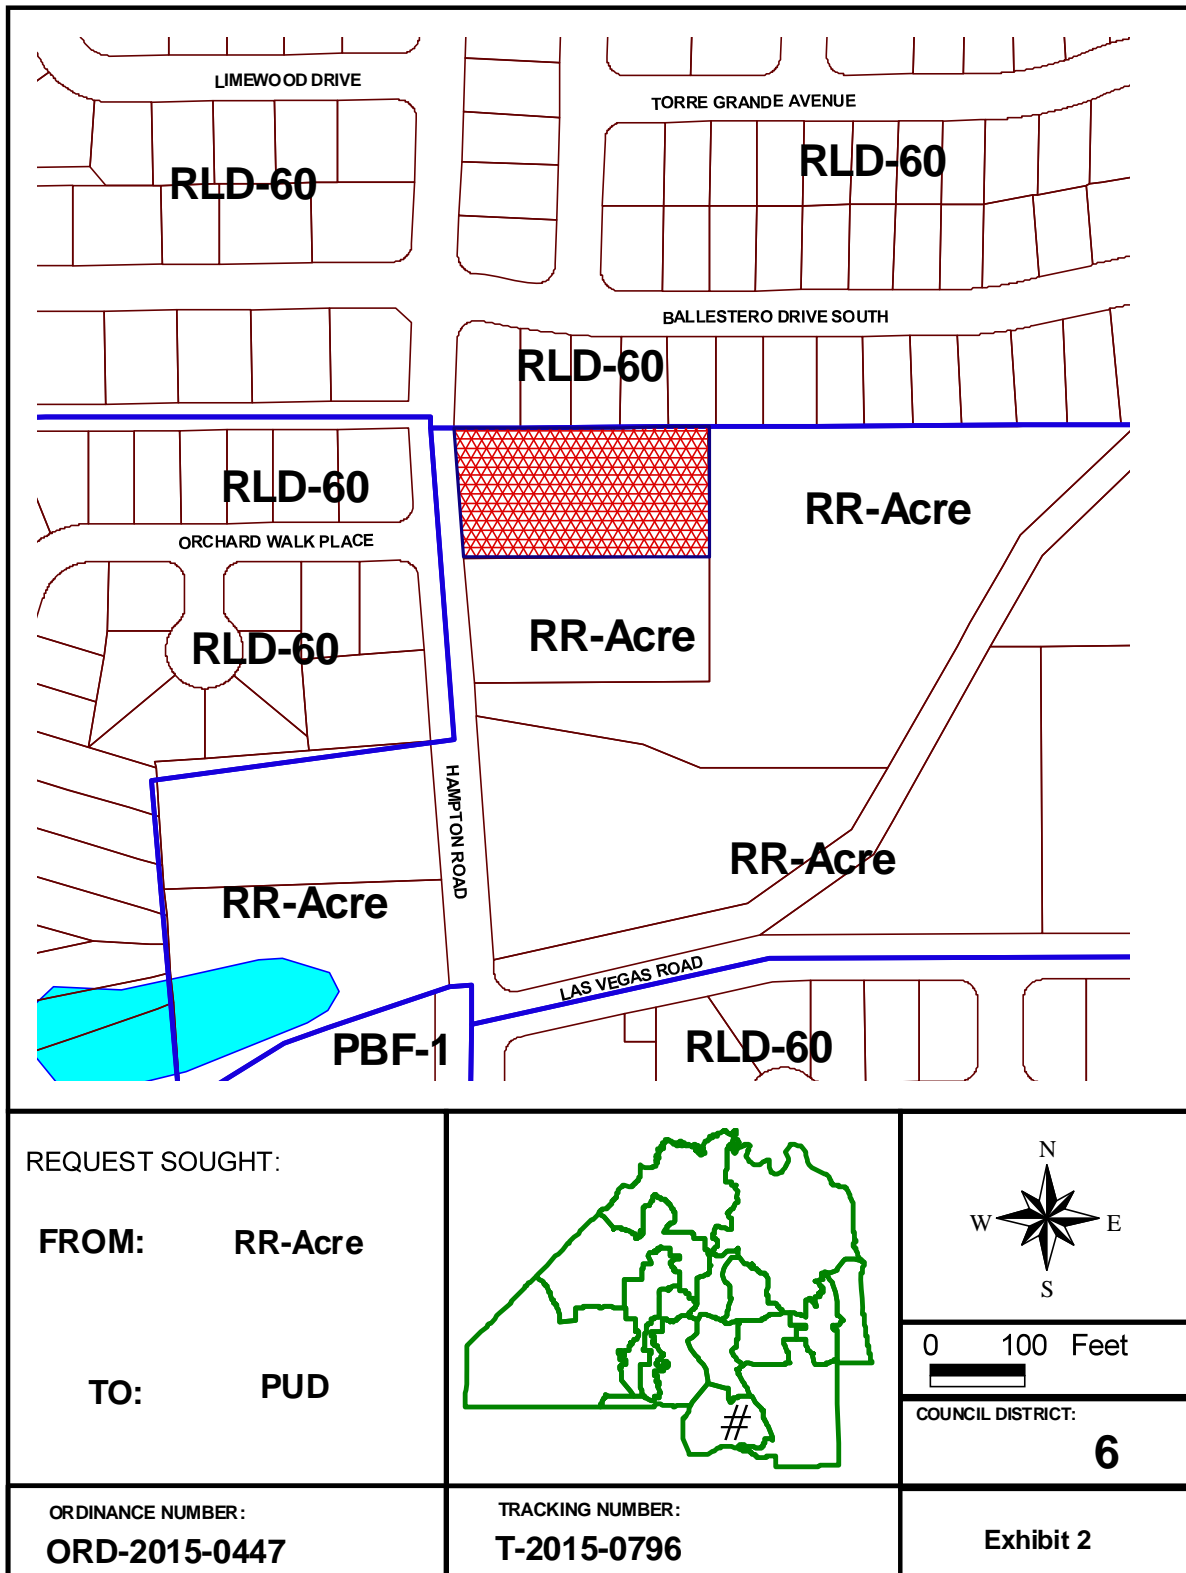 LIMEWOOD DRIVE
TORRE GRANDE AVENUE
RLD-60
RLD-60
BALLESTERO DRIVE SOUTH
RLD-60
RLD-60
RR-Acre
ORCHARD WALK PLACE
RR-Acre
RLD-60
HAMPTON ROAD
RR-Acre
RR-Acre
LAS VEGAS ROAD
PBF-1
RLD-60
REQUEST SOUGHT:
FROM: RR-Acre
TO: PUD
#
N
W E
S
0 100 Feet
COUNCIL DISTRICT:
6
ORDINANCE NUMBER:
ORD-2015-0447
TRACKING NUMBER:
T-2015-0796
Exhibit 2